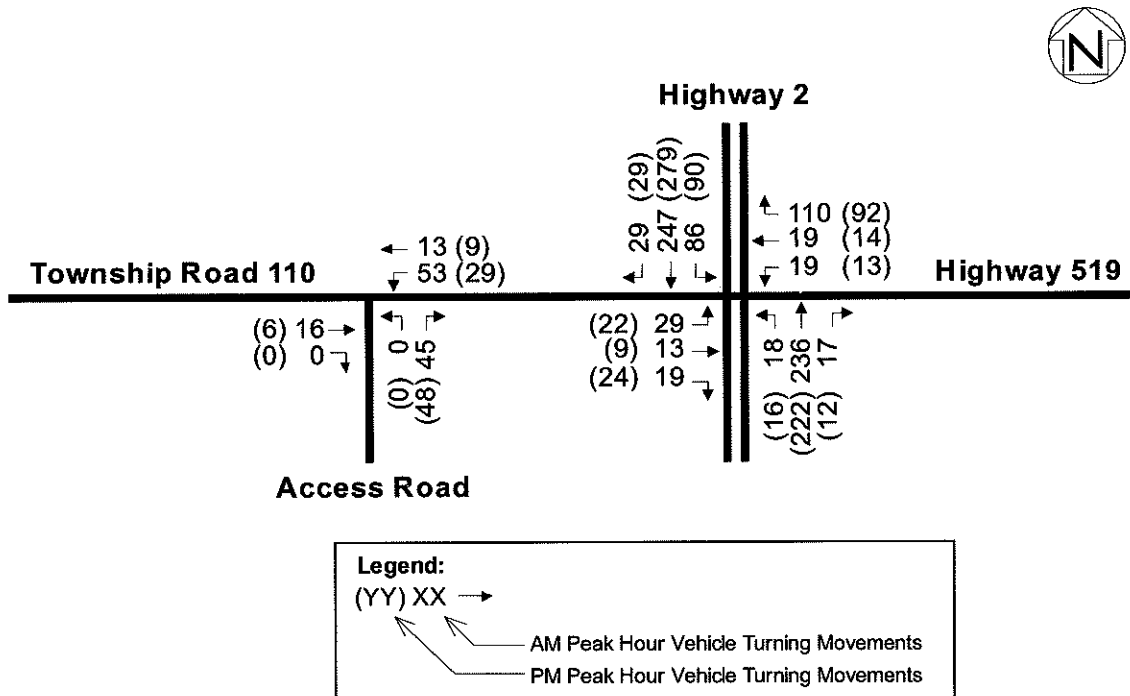 N
Highway 2
29 (29)
247 (279)
86 (90)
110 (92)
19 (14)
19 (13)
13 (9)
53 (29)
Township Road 110
Highway 519
(6) 16
(0) 0
(0) 0
(48) 45
(22) 29
(9) 13
(24) 19
(16) 18
(222) 236
(12) 17
Access Road
Legend:
(YY) XX
AM Peak Hour Vehicle Turning Movements
PM Peak Hour Vehicle Turning Movements